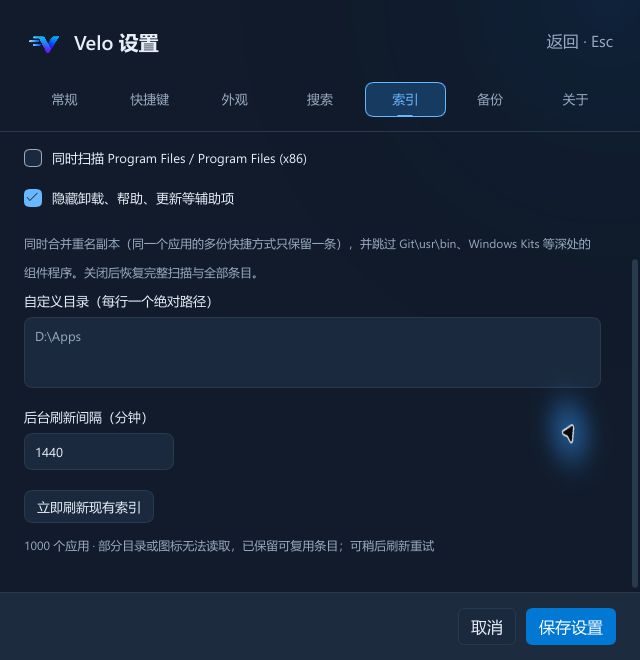 Velo 设置
返回 · Esc
常规 快捷键 外观 搜索 索引 备份 关于
同时扫描 Program Files / Program Files (x86)
隐藏卸载、帮助、更新等辅助项
同时合并重名副本（同一个应用的多份快捷方式只保留一条），并跳过 Git\usr\bin、Windows Kits 等深处的
组件程序。关闭后恢复完整扫描与全部条目。
自定义目录（每行一个绝对路径）
D:\Apps
后台刷新间隔（分钟）
1440
立即刷新现有索引
1000 个应用 · 部分目录或图标无法读取，已保留可复用条目；可稍后刷新重试
取消 保存设置